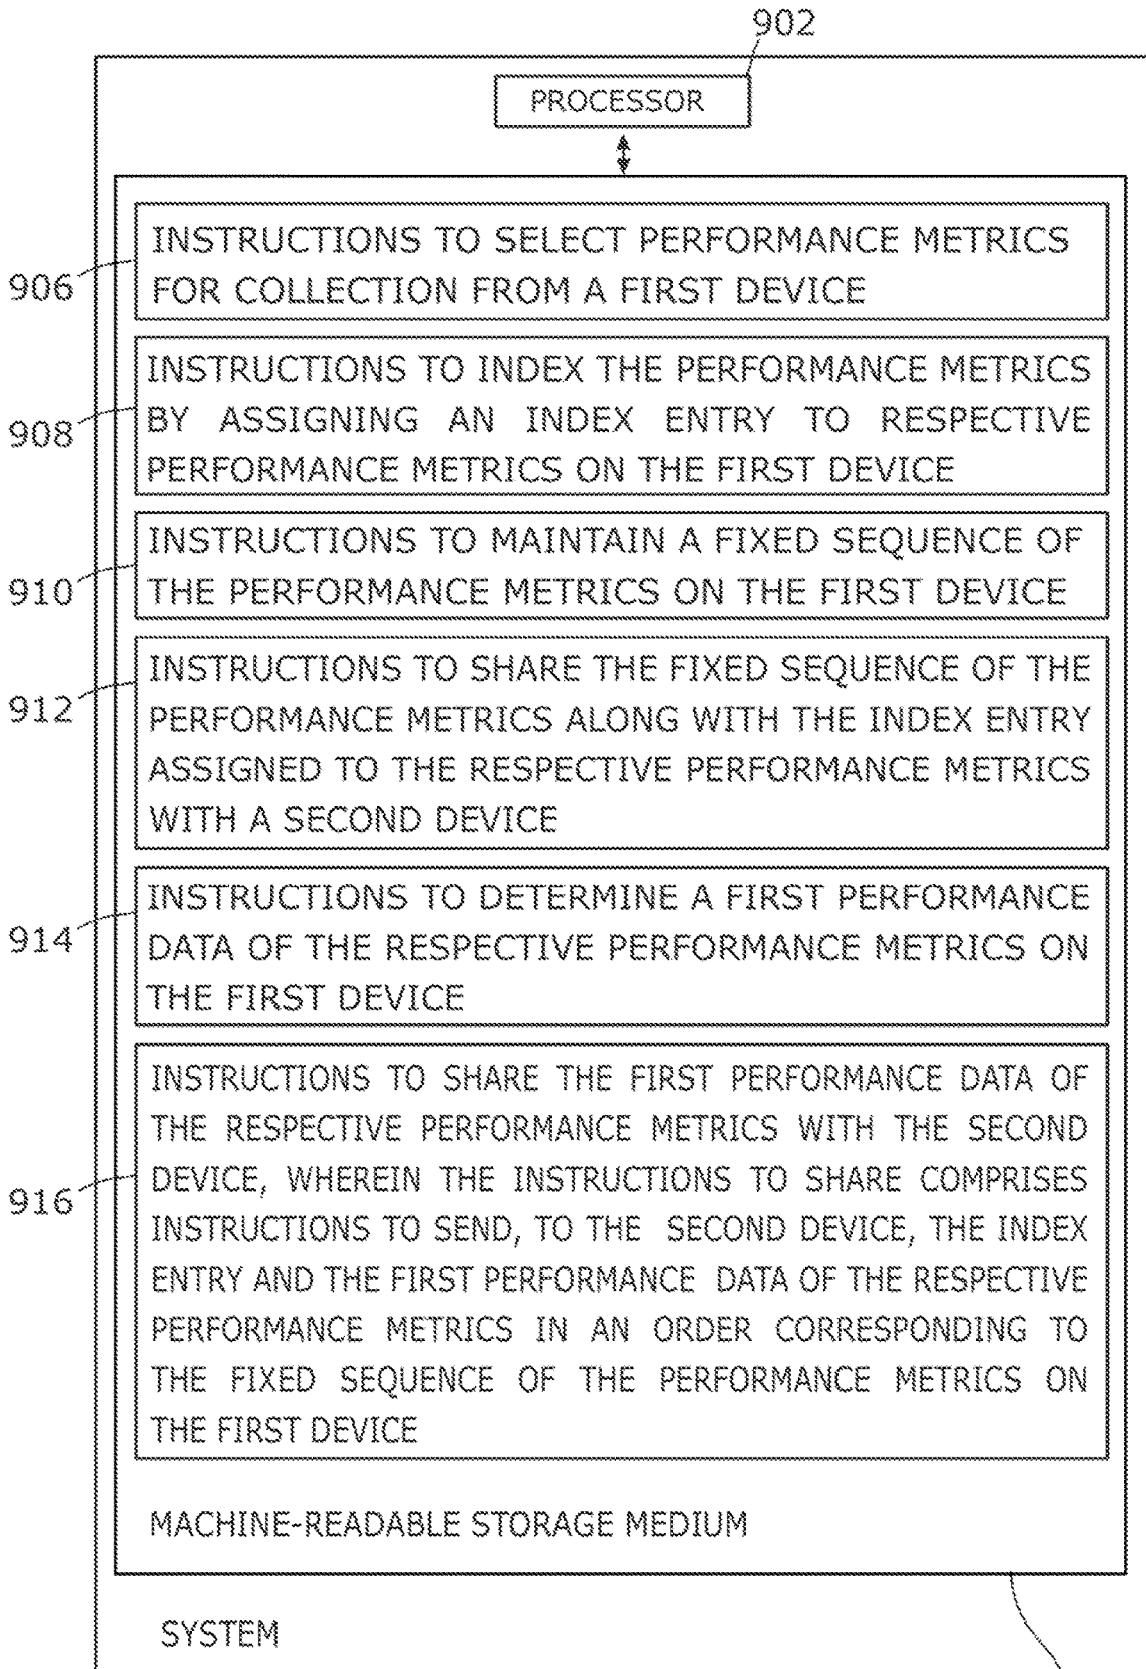 902
PROCESSOR
INSTRUCTIONS TO SELECT PERFORMANCE METRICS
FOR COLLECTION FROM A FIRST DEVICE
906
INSTRUCTIONS TO INDEX THE PERFORMANCE METRICS
BY ASSIGNING AN INDEX ENTRY TO RESPECTIVE
PERFORMANCE METRICS ON THE FIRST DEVICE
908
INSTRUCTIONS TO MAINTAIN A FIXED SEQUENCE OF
THE PERFORMANCE METRICS ON THE FIRST DEVICE
910
INSTRUCTIONS TO SHARE THE FIXED SEQUENCE OF THE
PERFORMANCE METRICS ALONG WITH THE INDEX ENTRY
ASSIGNED TO THE RESPECTIVE PERFORMANCE METRICS
WITH A SECOND DEVICE
912
INSTRUCTIONS TO DETERMINE A FIRST PERFORMANCE
DATA OF THE RESPECTIVE PERFORMANCE METRICS ON
THE FIRST DEVICE
914
INSTRUCTIONS TO SHARE THE FIRST PERFORMANCE DATA OF
THE RESPECTIVE PERFORMANCE METRICS WITH THE SECOND
DEVICE, WHEREIN THE INSTRUCTIONS TO SHARE COMPRISES
INSTRUCTIONS TO SEND, TO THE SECOND DEVICE, THE INDEX
ENTRY AND THE FIRST PERFORMANCE DATA OF THE RESPECTIVE
PERFORMANCE METRICS IN AN ORDER CORRESPONDING TO
THE FIXED SEQUENCE OF THE PERFORMANCE METRICS ON
THE FIRST DEVICE
916
MACHINE-READABLE STORAGE MEDIUM
SYSTEM